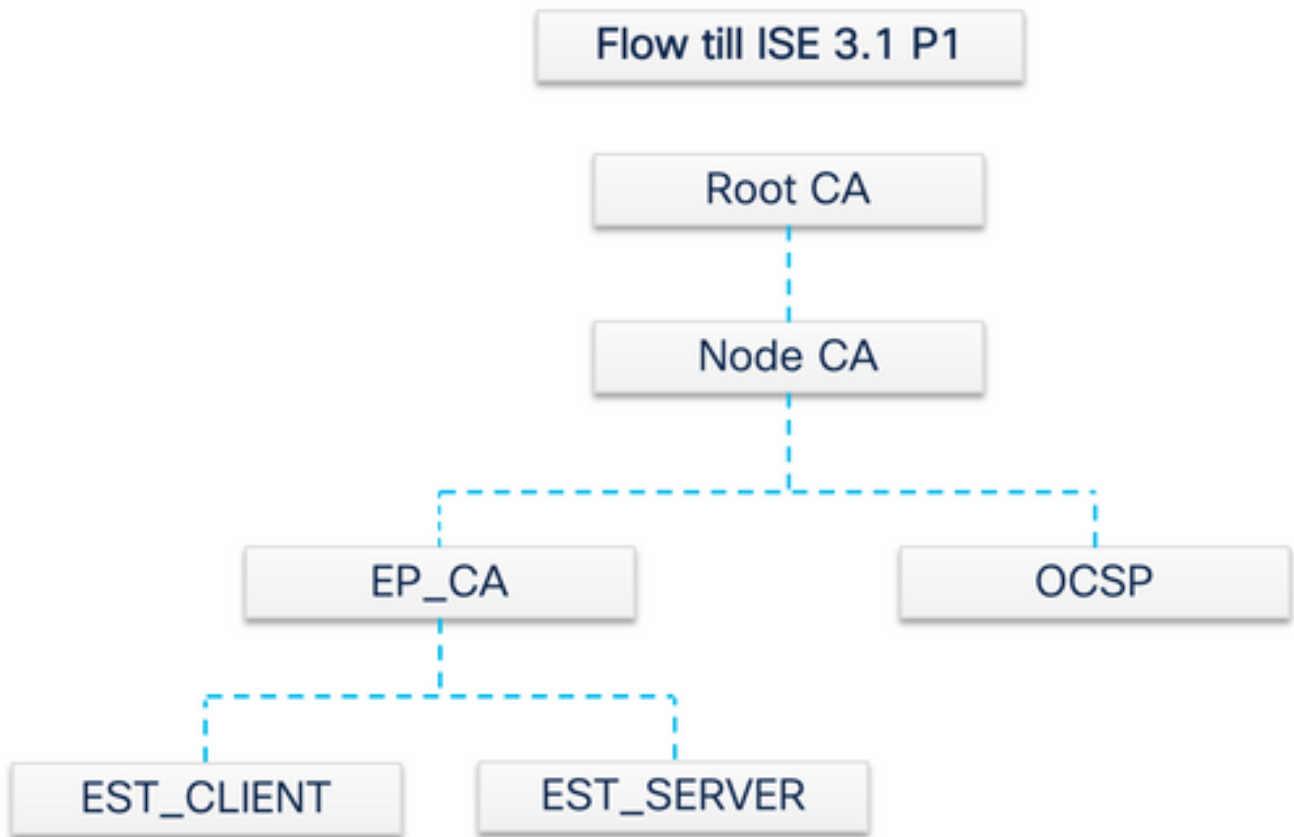 Flow till ISE 3.1 P1
Root CA
Node CA
EP_CA
OCSP
EST_CLIENT
EST_SERVER